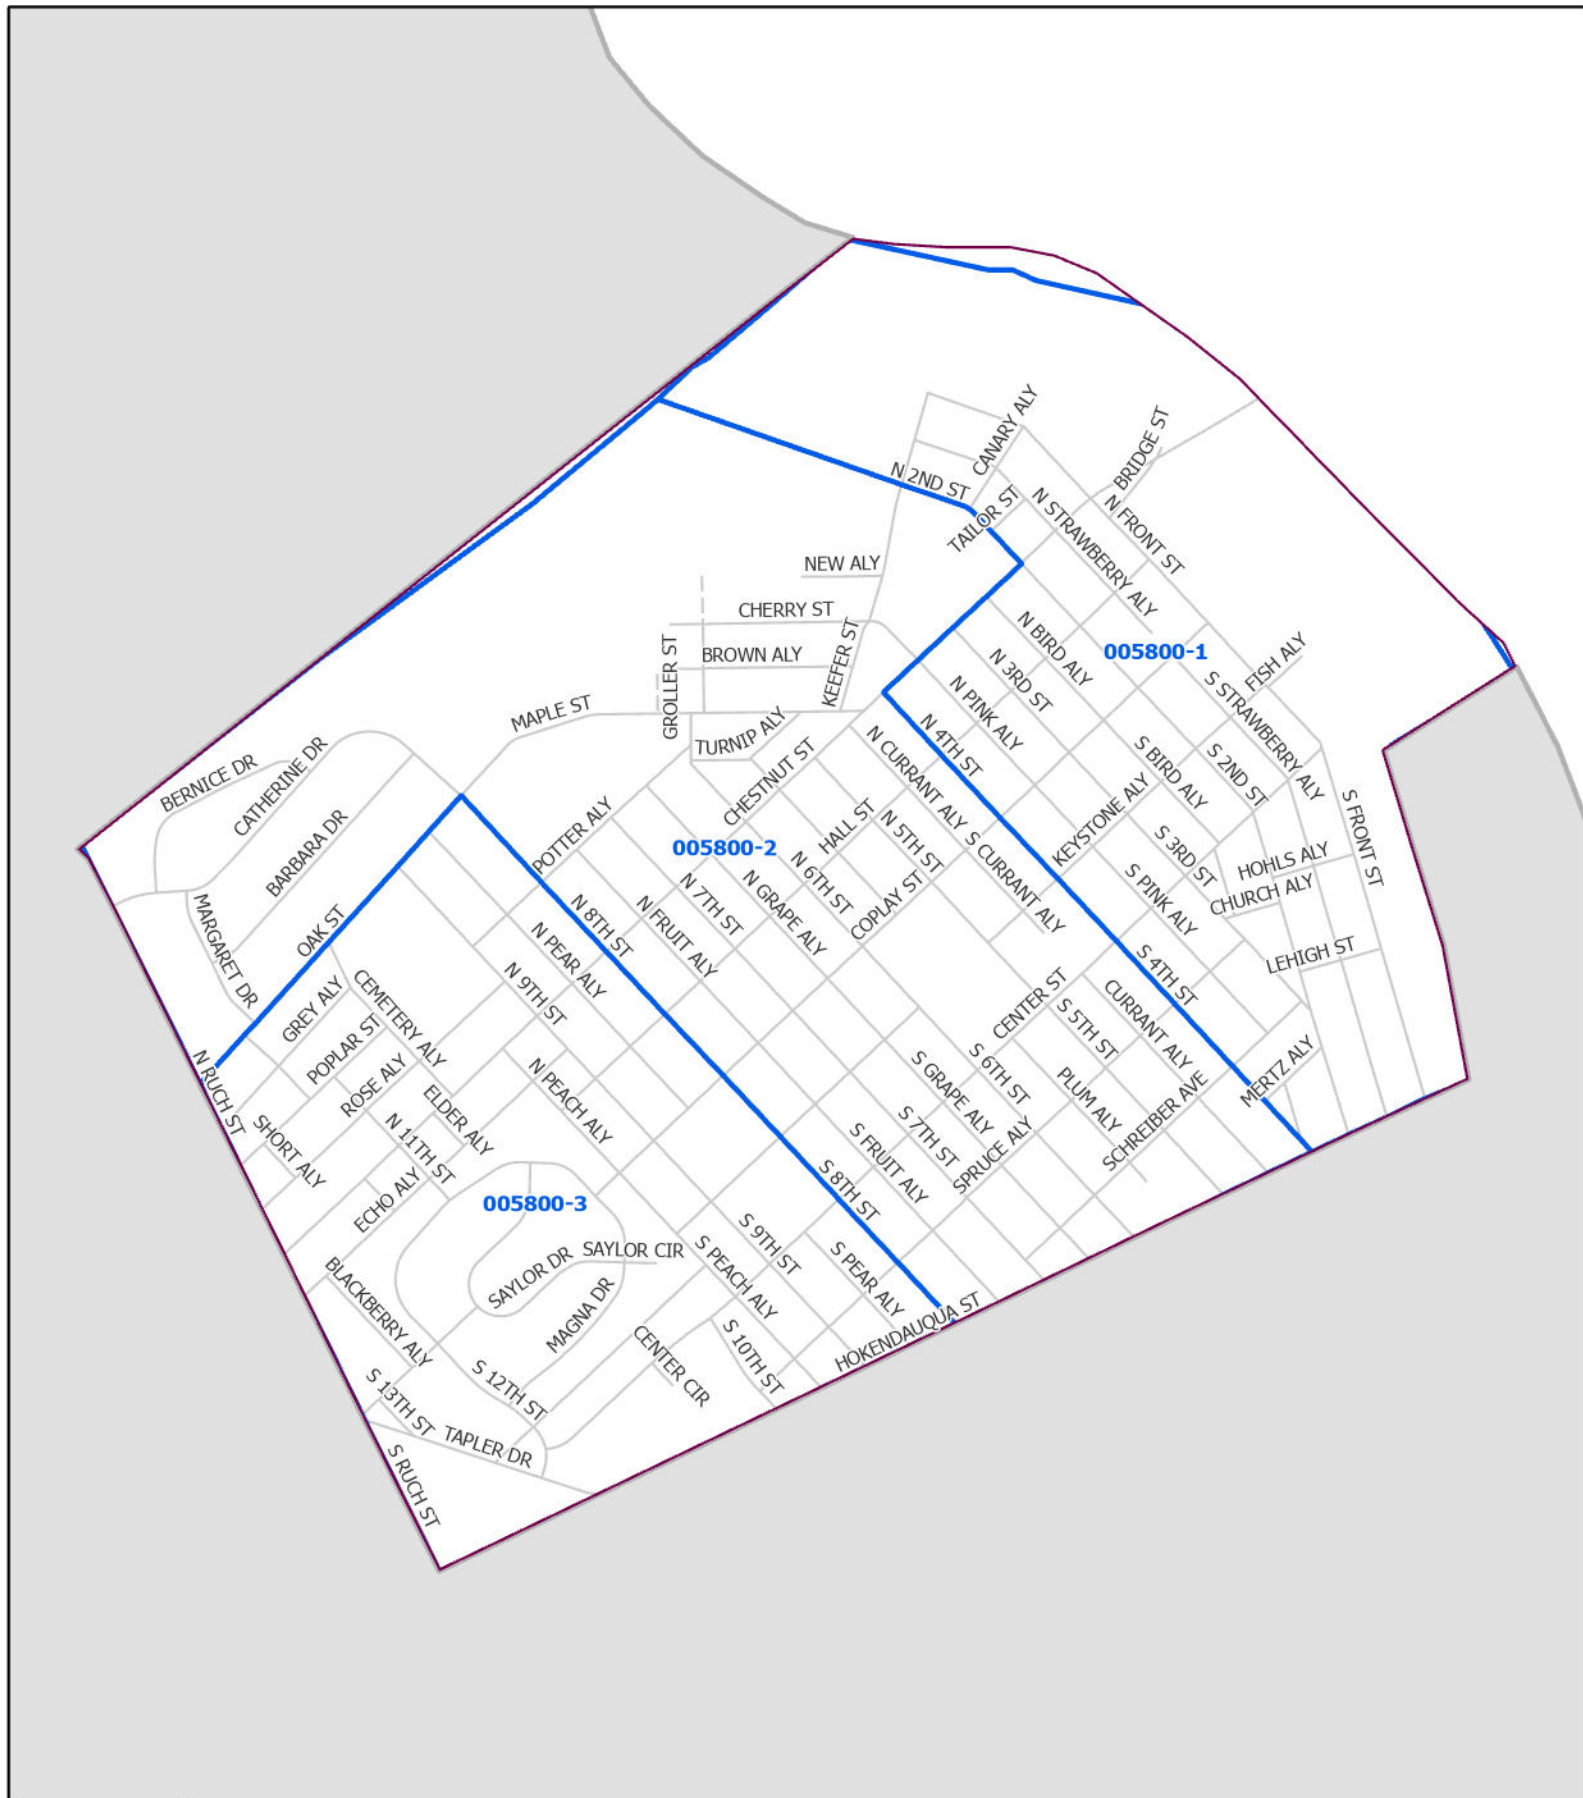 CANARY ALY
BRIDGE ST
N 2ND ST
TAILOR ST
N STRAWBERRY ALY
N FRONT ST
NEW ALY
CHERRY ST
BROWN ALY
KEEFER ST
GROLLER ST
N BIRD ALY
005800-1
FISH ALY
N 3RD ST
S STRAWBERRY ALY
N PINK ALY
MAPLE ST
TURNIP ALY
N 4TH ST
N CURRANT ALY
CHESTNUT ST
S BIRD ALY
S 2ND ST
BERNICE DR
CATHERINE DR
BARBARA DR
S FRONT ST
KEYSTONE ALY
POTTER ALY
005800-2
HALL ST
N 5TH ST
S CURRANT ALY
S 3RD ST
HOHLS ALY
CHURCH ALY
N 6TH ST
COPLAY ST
N GRAPE ALY
N 7TH ST
N FRUIT ALY
N 8TH ST
S PINK ALY
MARGARET DR
OAK ST
N PEAR ALY
LEHIGH ST
S 4TH ST
GREY ALY
CEMETERY ALY
N 9TH ST
CENTER ST
CURRANT ALY
S 5TH ST
POPLAR ST
ROSE ALY
N RUCH ST
S 6TH ST
S GRAPE ALY
PLUM ALY
MERTZ ALY
SCHREIBER AVE
N PEACH ALY
ELDER ALY
SHORT ALY
N 11TH ST
S 7TH ST
SPRUCE ALY
S FRUIT ALY
ECHO ALY
005800-3
S 8TH ST
S 9TH ST
S PEACH ALY
S PEAR ALY
SAYLOR CIR
SAYLOR DR
MAGNA DR
BLACKBERRY ALY
HOKENDAUQUA ST
S 10TH ST
CENTER CIR
S 12TH ST
S 13TH ST
TAPLER DR
S RUCH ST